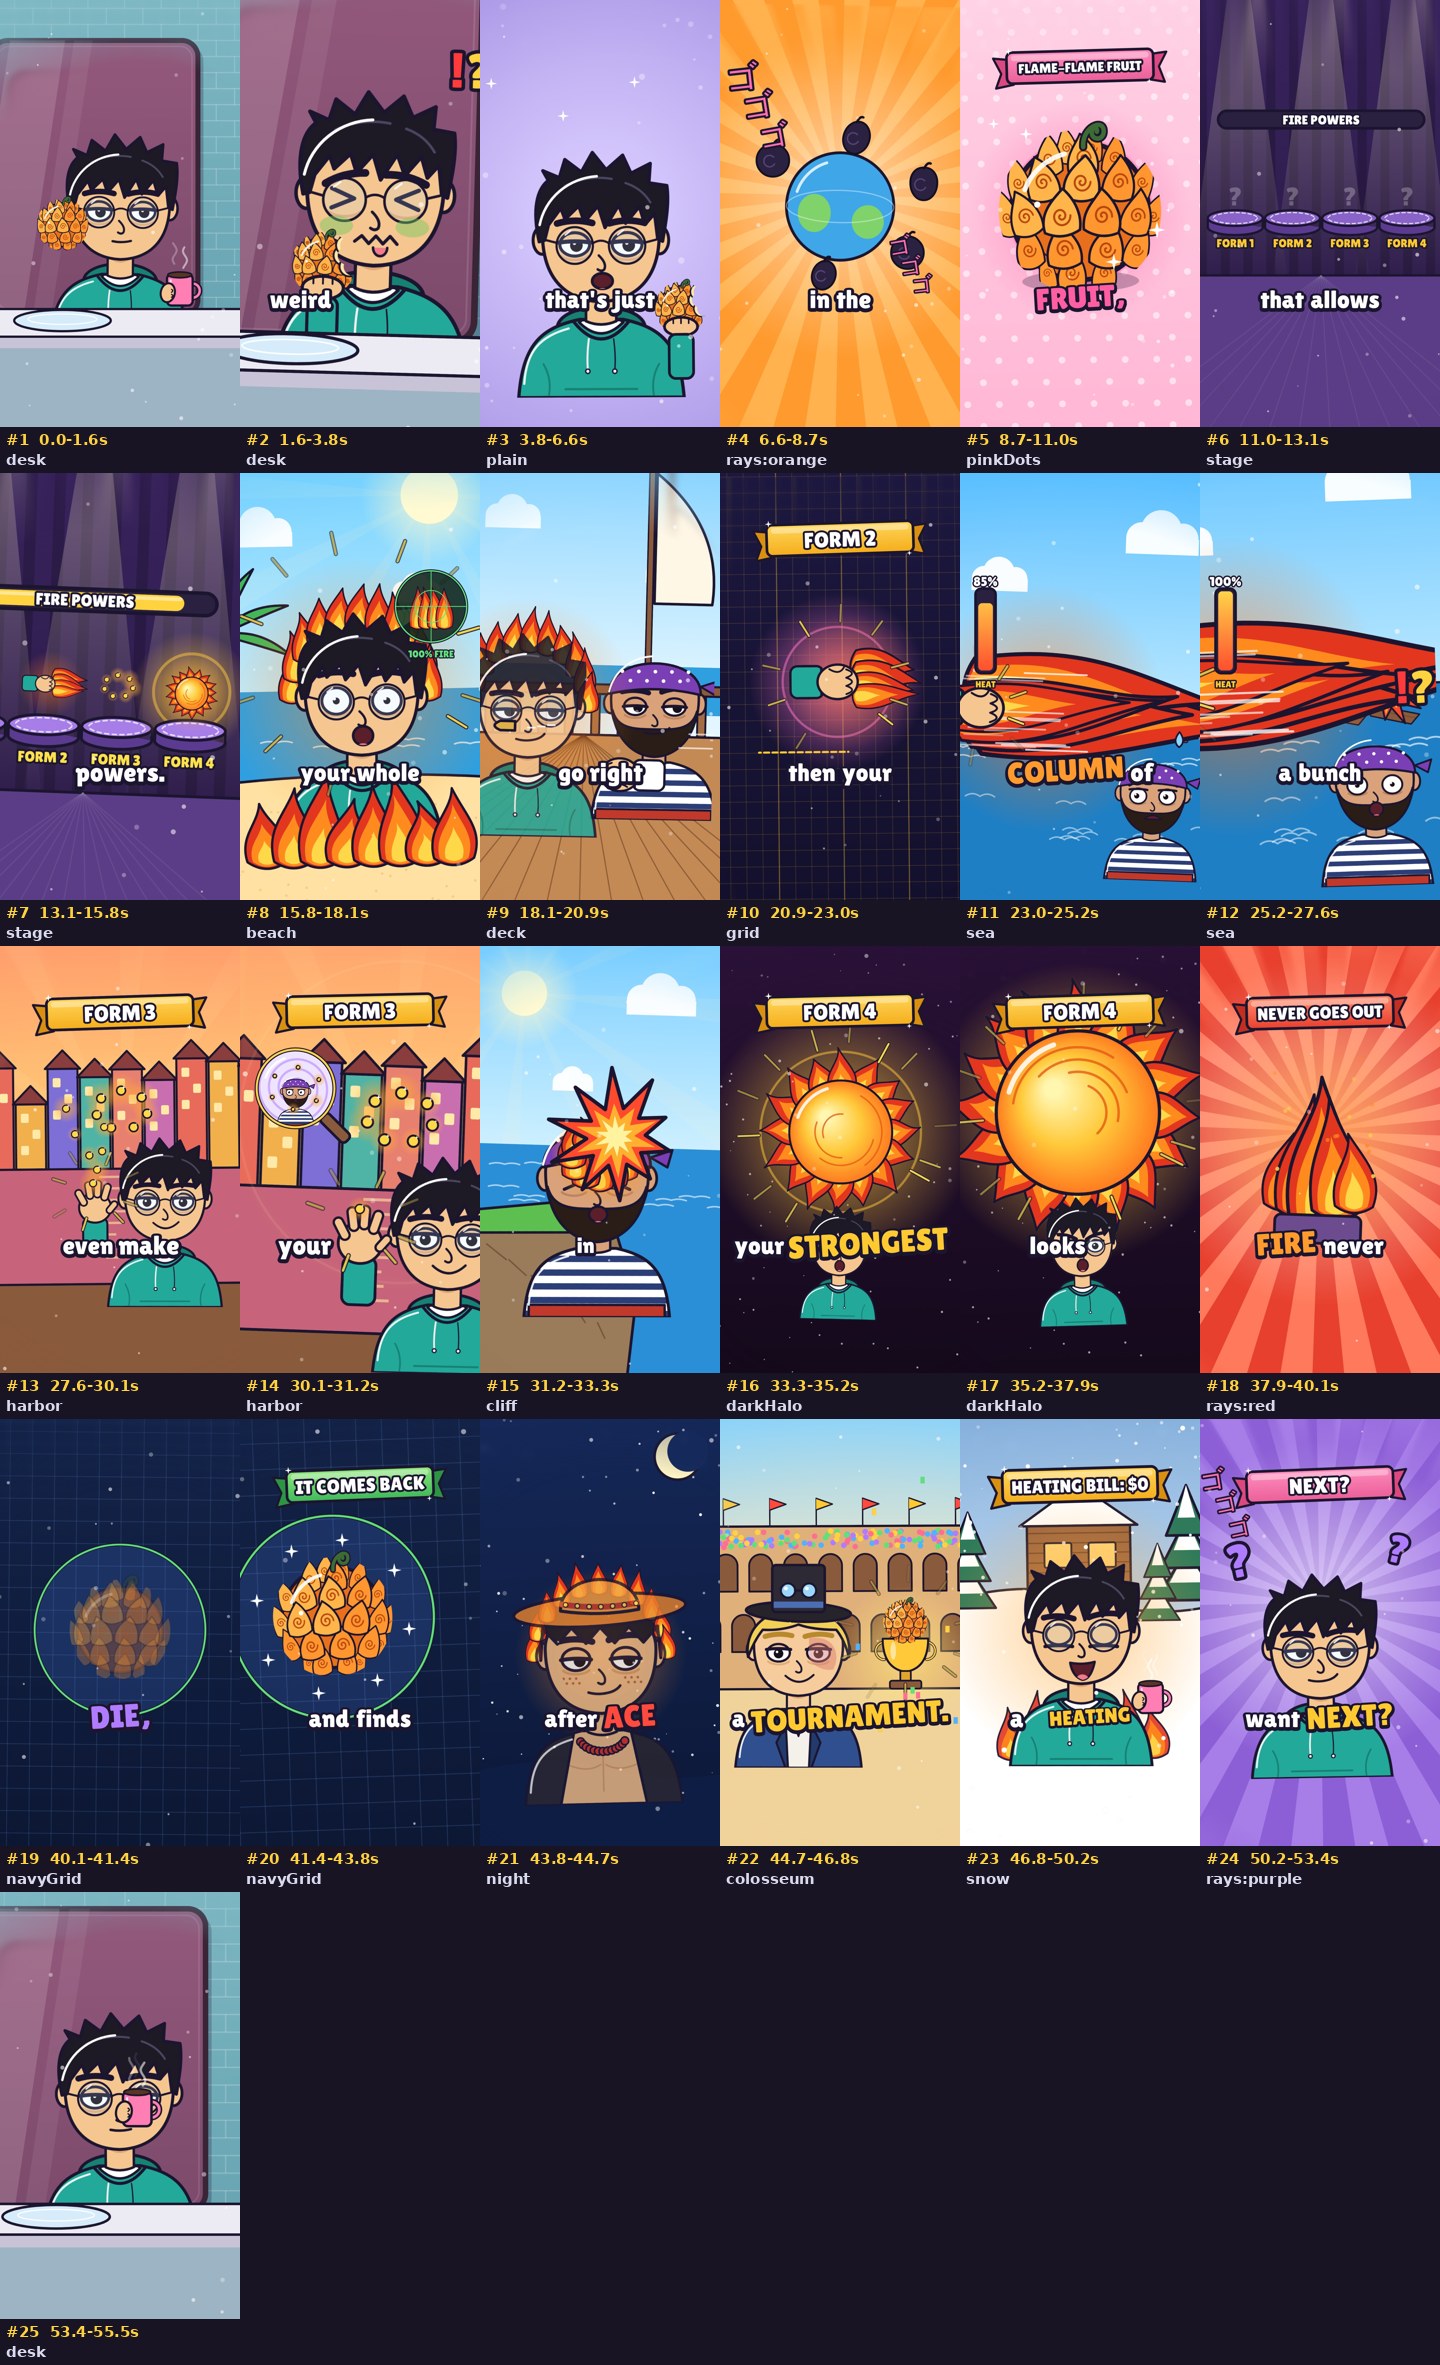 !?
weird
that's just
ゴゴゴ
in the
ゴゴゴ
FLAME-FLAME FRUIT
FRUIT,
FIRE POWERS
? ? ? ?
FORM 1 FORM 2 FORM 3 FORM 4
that allows
#1 0.0-1.6s
desk
#2 1.6-3.8s
desk
#3 3.8-6.6s
plain
#4 6.6-8.7s
rays:orange
#5 8.7-11.0s
pinkDots
#6 11.0-13.1s
stage
FIRE POWERS
FORM 2 FORM 3 FORM 4
powers.
100% FIRE
your whole
go right
FORM 2
then your
85%
HEAT
COLUMN of
100%
HEAT
!?
a bunch
#7 13.1-15.8s
stage
#8 15.8-18.1s
beach
#9 18.1-20.9s
deck
#10 20.9-23.0s
grid
#11 23.0-25.2s
sea
#12 25.2-27.6s
sea
FORM 3
even make
FORM 3
your
in
FORM 4
your STRONGEST
FORM 4
looks
NEVER GOES OUT
FIRE never
#13 27.6-30.1s
harbor
#14 30.1-31.2s
harbor
#15 31.2-33.3s
cliff
#16 33.3-35.2s
darkHalo
#17 35.2-37.9s
darkHalo
#18 37.9-40.1s
rays:red
DIE,
IT COMES BACK
and finds
after ACE
a TOURNAMENT.
HEATING BILL: $0
a HEATING
ゴゴゴ
NEXT?
? ?
want NEXT?
#19 40.1-41.4s
navyGrid
#20 41.4-43.8s
navyGrid
#21 43.8-44.7s
night
#22 44.7-46.8s
colosseum
#23 46.8-50.2s
snow
#24 50.2-53.4s
rays:purple
#25 53.4-55.5s
desk